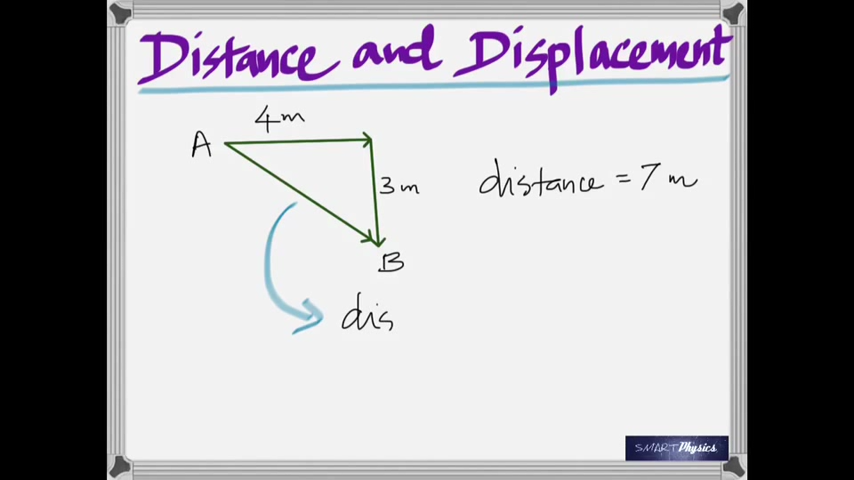 Distance and Displacement
4m
A
3m
distance = 7 m
B
dis
SMARTPhysics